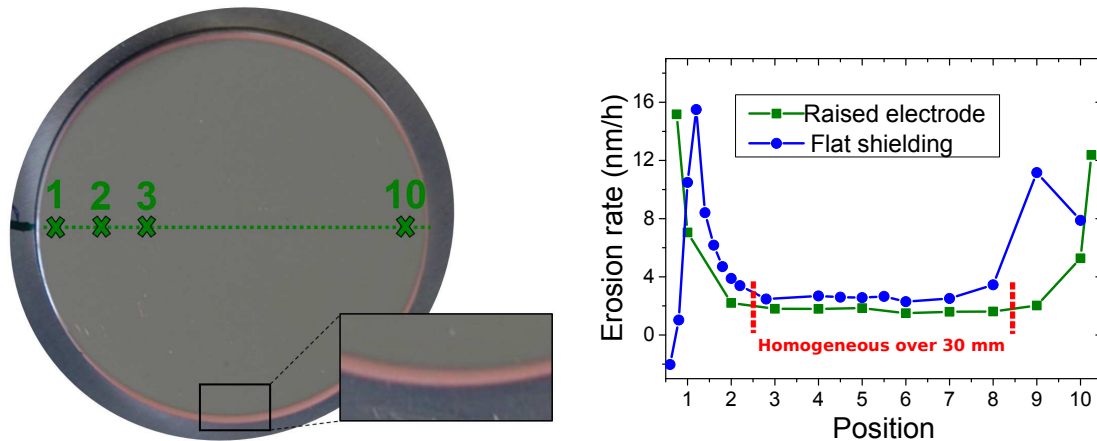 1 2 3 10
Erosion rate (nm/h)
16
12
8
4
0
Raised electrode
Flat shielding
Homogeneous over 30 mm
1 2 3 4 5 6 7 8 9 10
Position